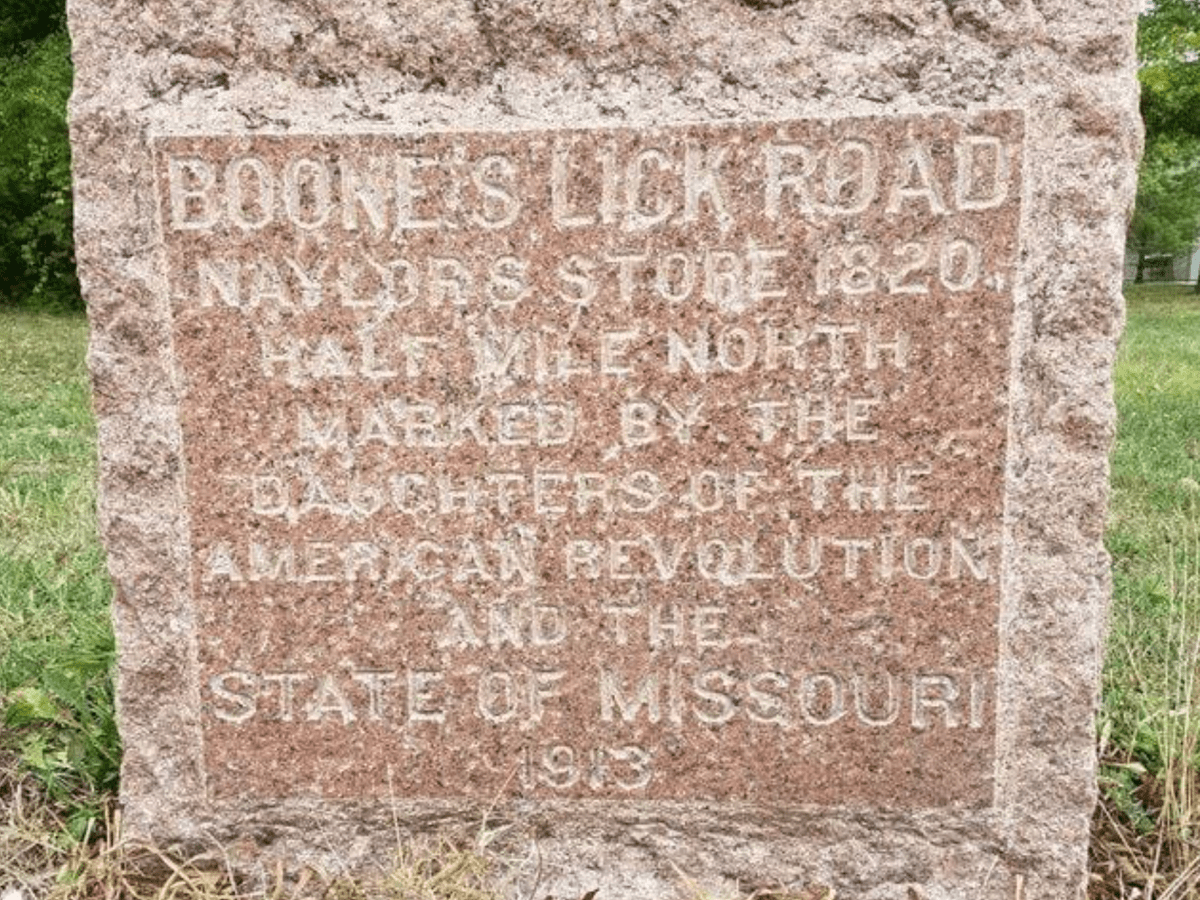 BOONE'S LICK ROAD
NAYLORS STORE 1820.
HALF MILE NORTH
MARKED BY THE
DAUGHTERS OF THE
AMERICAN REVOLUTION
AND THE
STATE OF MISSOURI
1913